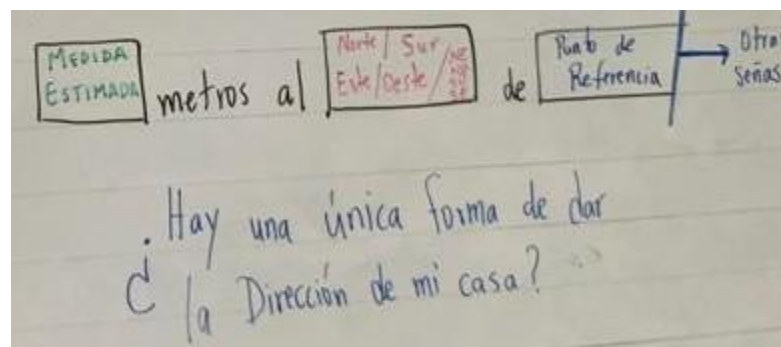 MEDIDA
ESTIMADA
metros al
Norte / Sur
Este/Oeste/
de
Punto de
Referencia
Otras
señas
¿Hay una única forma de dar
la Dirección de mi casa?